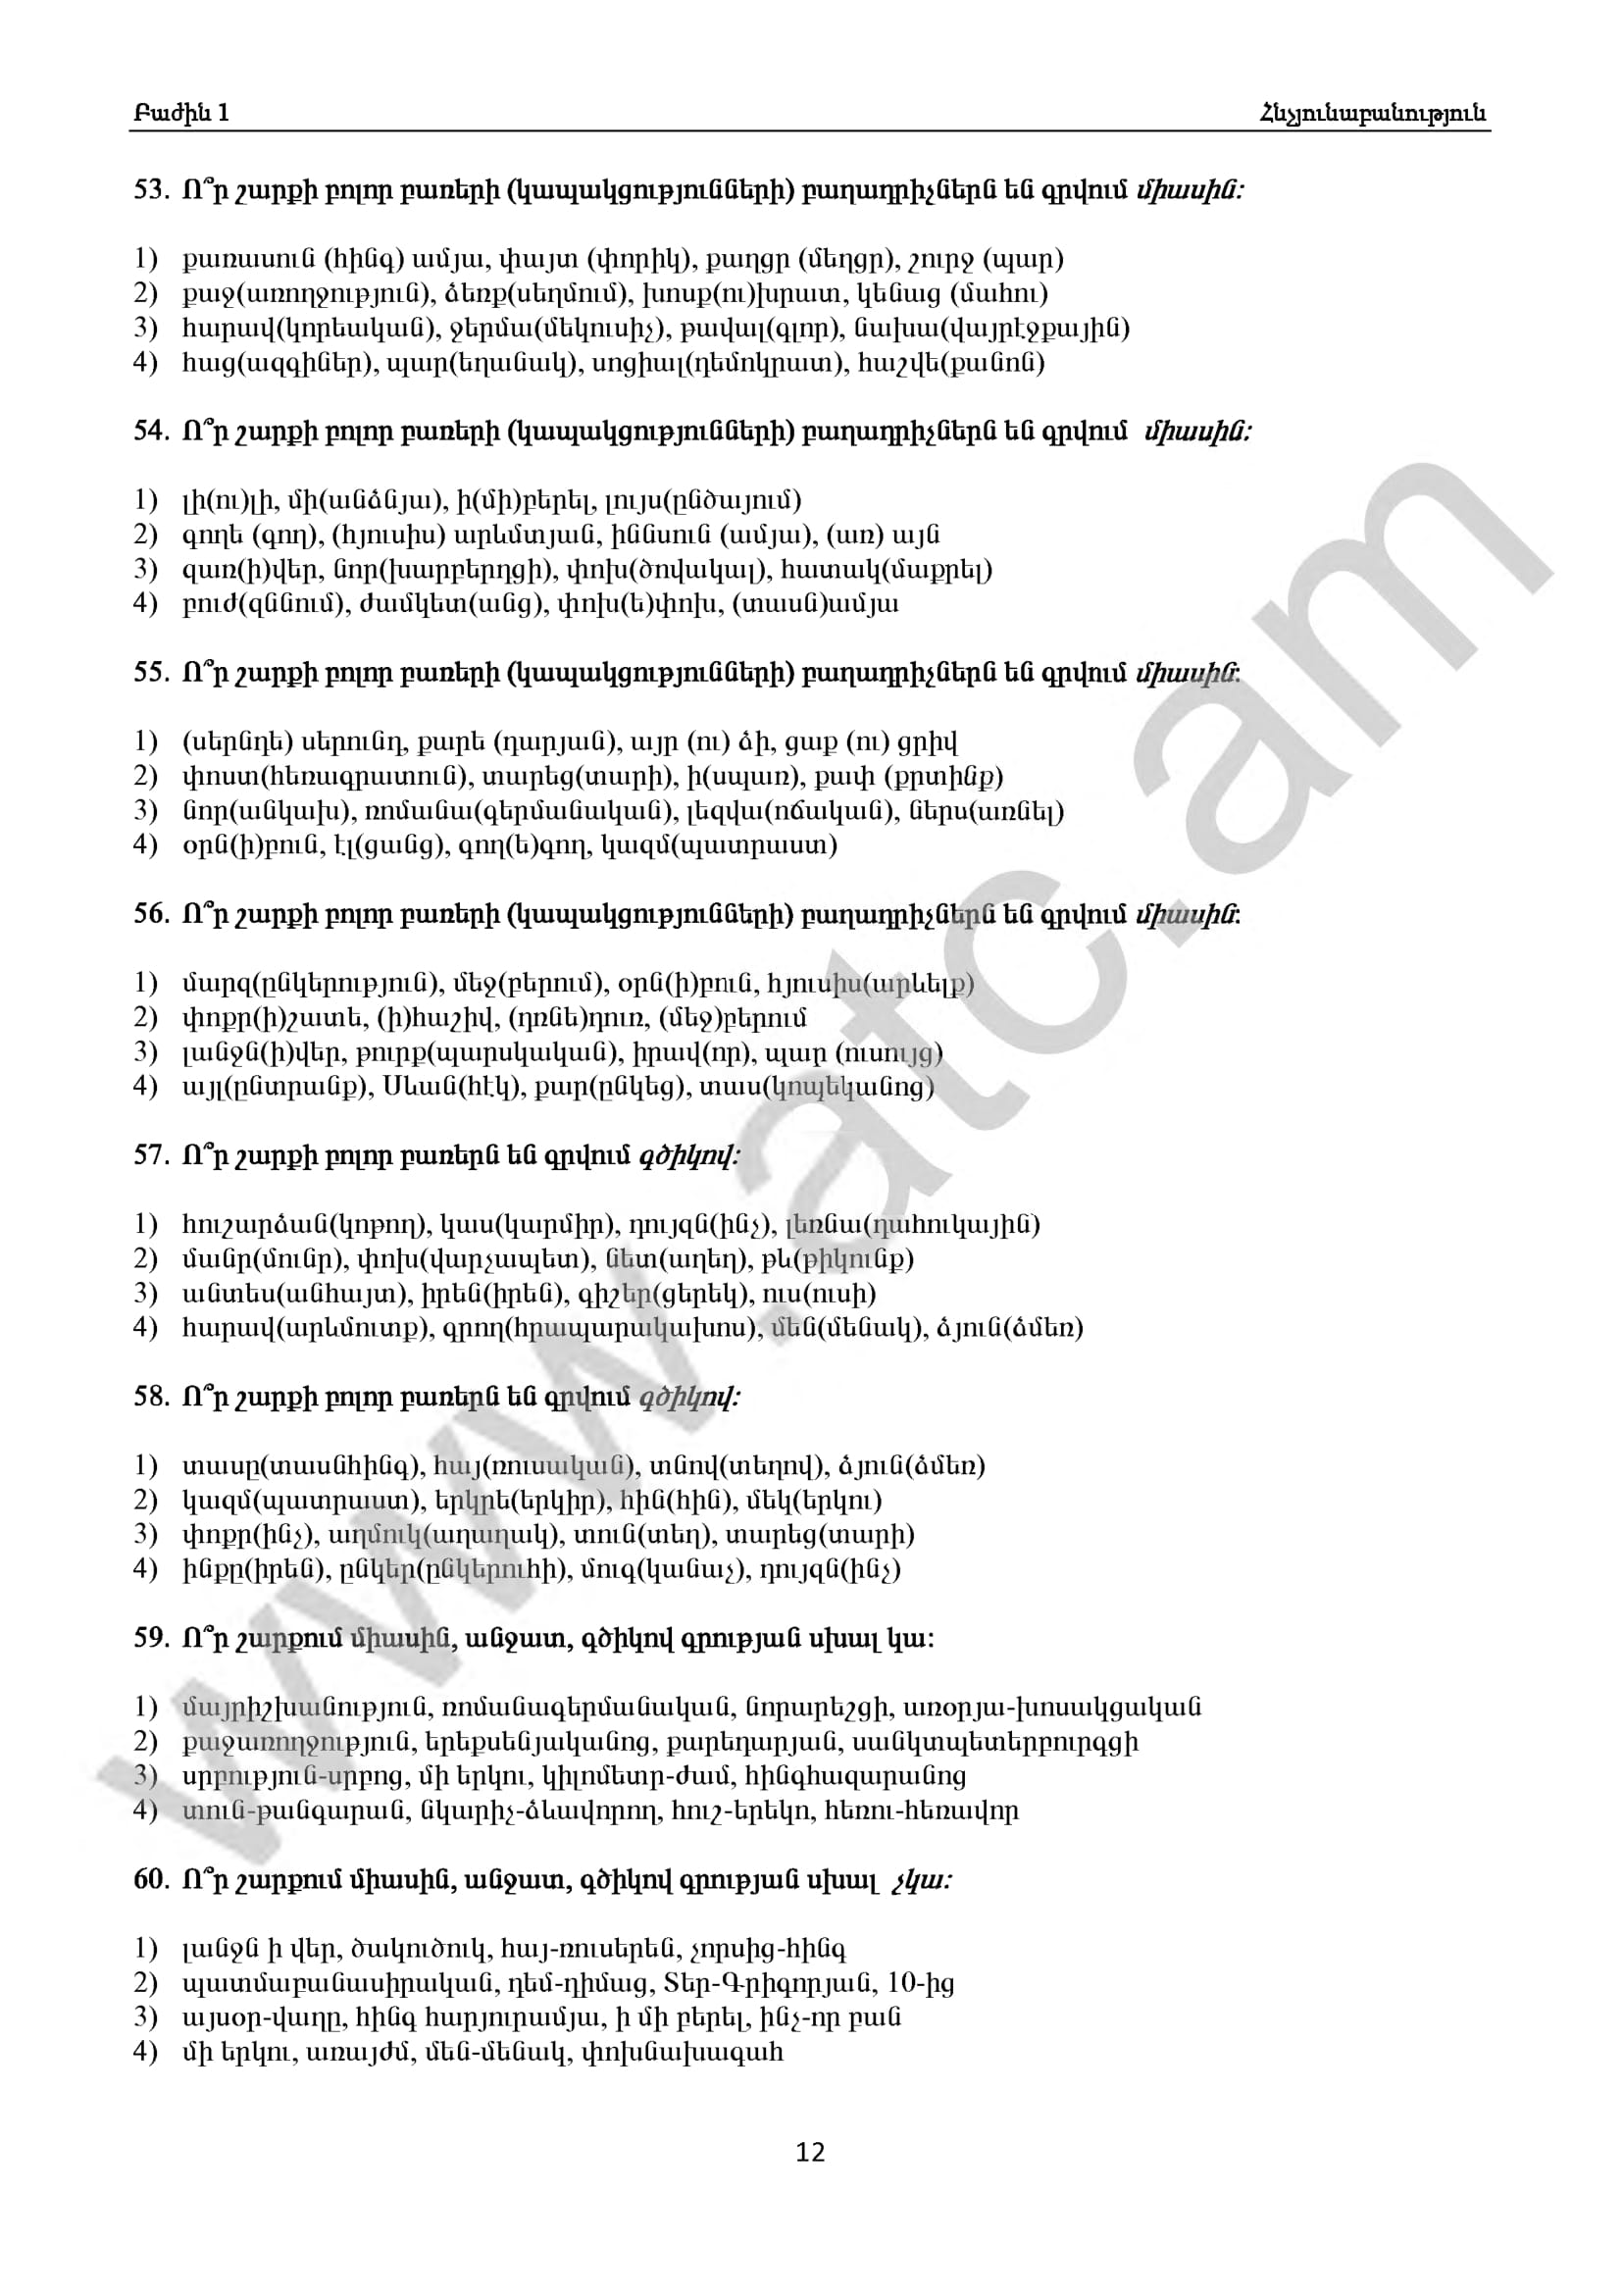 Բաժին 1 Հնչյունաբանություն
53. Ո՞ր շարքի բոլոր բառերի (կապակցությունների) բաղադրիչներն են գրվում միասին:
1) քառասուն (հինգ) ամյա, փայտ (փորիկ), քաղցր (մեղցր), շուրջ (պար)
2) քաջ(առողջություն), ձեռք(սեղմում), խոսք(ու)խրատ, կենաց (մահու)
3) հարավ(կորեական), ջերմա(մեկուսիչ), թավալ(գլոր), նախա(վայրէջքային)
4) հաց(ազգիներ), պար(եղանակ), սոցիալ(դեմոկրատ), հաշվե(քանոն)
54. Ո՞ր շարքի բոլոր բառերի (կապակցությունների) բաղադրիչներն են գրվում միասին:
1) լի(ու)լի, մի(անձնյա), ի(մի)բերել, լույս(ընծայում)
2) գողե (գող), (հյուսիս) արևմտյան, իննսուն (ամյա), (առ) այն
3) զառ(ի)վեր, նոր(խարբերդցի), փոխ(ծովակալ), հատակ(մաքրել)
4) բուժ(զննում), ժամկետ(անց), փոխ(ե)փոխ, (տասն)ամյա
55. Ո՞ր շարքի բոլոր բառերի (կապակցությունների) բաղադրիչներն են գրվում միասին:
1) (սերնդե) սերունդ, քարե (դարյան), այր (ու) ձի, ցաք (ու) ցրիվ
2) փոստ(հեռագրատուն), տարեց(տարի), ի(սպառ), քափ (քրտինք)
3) նոր(անկախ), ռոմանա(գերմանական), լեզվա(ոճական), ներս(առնել)
4) օրն(ի)բուն, էլ(ցանց), գող(ե)գող, կազմ(պատրաստ)
56. Ո՞ր շարքի բոլոր բառերի (կապակցությունների) բաղադրիչներն են գրվում միասին:
1) մարզ(ընկերություն), մեջ(բերում), օրն(ի)բուն, հյուսիս(արևելք)
2) փոքր(ի)շատե, (ի)հաշիվ, (դռնե)դուռ, (մեջ)բերում
3) լանջն(ի)վեր, թուրք(պարսկական), իրավ(որ), պար (ուսույց)
4) այլ(ընտրանք), Սևան(հէկ), քար(ընկեց), տաս(կոպեկանոց)
57. Ո՞ր շարքի բոլոր բառերն են գրվում գծիկով:
1) հուշարձան(կոթող), կաս(կարմիր), դույզն(ինչ), լեռնա(դահուկային)
2) մանր(մունր), փոխ(վարչապետ), նետ(աղեղ), թև(թիկունք)
3) անտես(անհայտ), իրեն(իրեն), գիշեր(ցերեկ), ուս(ուսի)
4) հարավ(արևմուտք), գրող(հրապարակախոս), մեն(մենակ), ձյուն(ձմեռ)
58. Ո՞ր շարքի բոլոր բառերն են գրվում գծիկով:
1) տասը(տասնհինգ), հայ(ռուսական), տնով(տեղով), ձյուն(ձմեռ)
2) կազմ(պատրաստ), երկրե(երկիր), հին(հին), մեկ(երկու)
3) փոքր(ինչ), աղմուկ(աղաղակ), տուն(տեղ), տարեց(տարի)
4) ինքը(իրեն), ընկեր(ընկերուհի), մուգ(կանաչ), դույզն(ինչ)
59. Ո՞ր շարքում միասին, անջատ, գծիկով գրության սխալ կա:
1) մայրիշխանություն, ռոմանագերմանական, նորարեշցի, առօրյա-խոսակցական
2) քաջառողջություն, երեքսենյականոց, քարեդարյան, սանկտպետերբուրգցի
3) սրբություն-սրբոց, մի երկու, կիլոմետր-ժամ, հինգհազարանոց
4) տուն-թանգարան, նկարիչ-ձևավորող, հուշ-երեկո, հեռու-հեռավոր
60. Ո՞ր շարքում միասին, անջատ, գծիկով գրության սխալ չկա:
1) լանջն ի վեր, ծակուծուկ, հայ-ռուսերեն, չորսից-հինգ
2) պատմաբանասիրական, դեմ-դիմաց, Տեր-Գրիգորյան, 10-ից
3) այսօր-վաղը, հինգ հարյուրամյա, ի մի բերել, ինչ-որ բան
4) մի երկու, առայժմ, մեն-մենակ, փոխնախագահ
12
www.atc.am